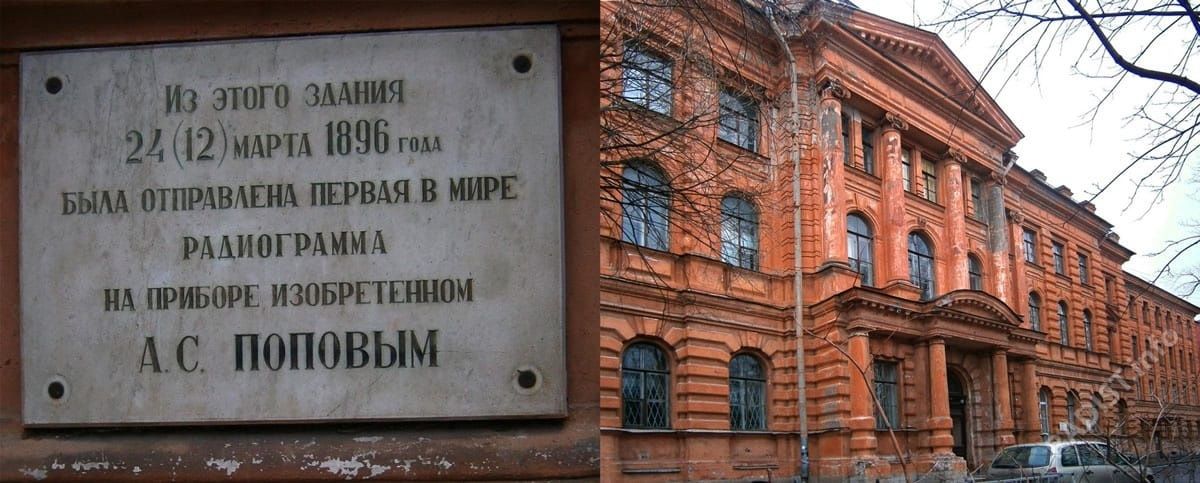 Из этого здания
24 (12) марта 1896 года
была отправлена первая в мире
радиограмма
на приборе изобретенном
А. С. ПОПОВЫМ